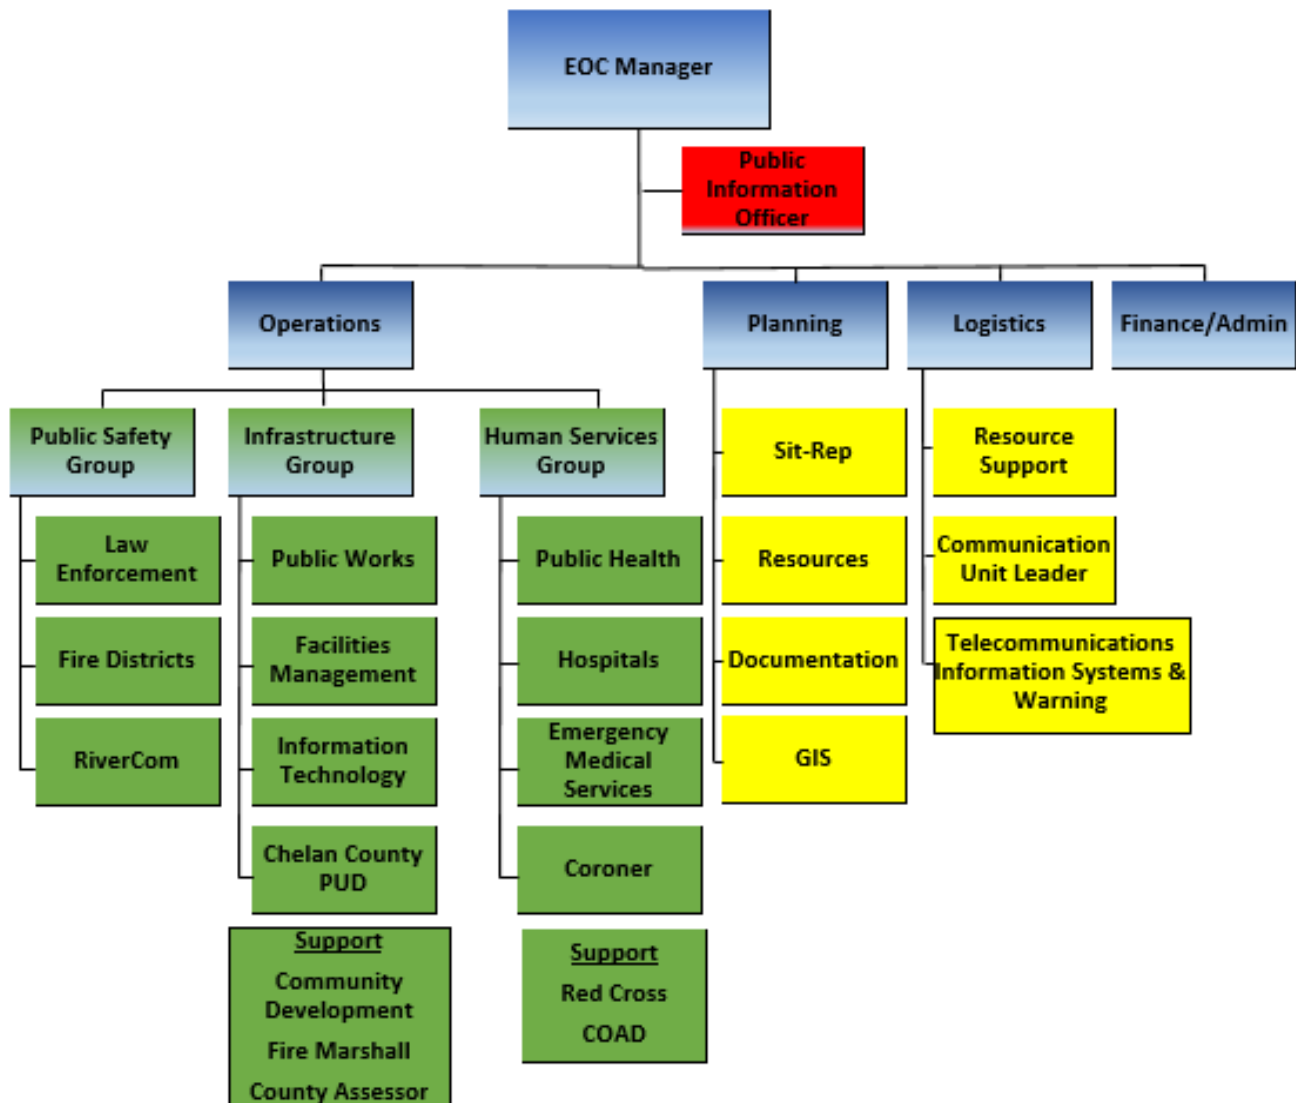 EOC Manager
Public
Information
Officer
Operations
Planning
Logistics
Finance/Admin
Public Safety
Group
Infrastructure
Group
Human Services
Group
Sit-Rep
Resource
Support
Law
Enforcement
Public Works
Public Health
Resources
Communication
Unit Leader
Fire Districts
Facilities
Management
Hospitals
Documentation
Telecommunications
Information Systems &
Warning
RiverCom
Information
Technology
Emergency
Medical
Services
GIS
Chelan County
PUD
Coroner
Support
Community
Development
Fire Marshall
County Assessor
Support
Red Cross
COAD